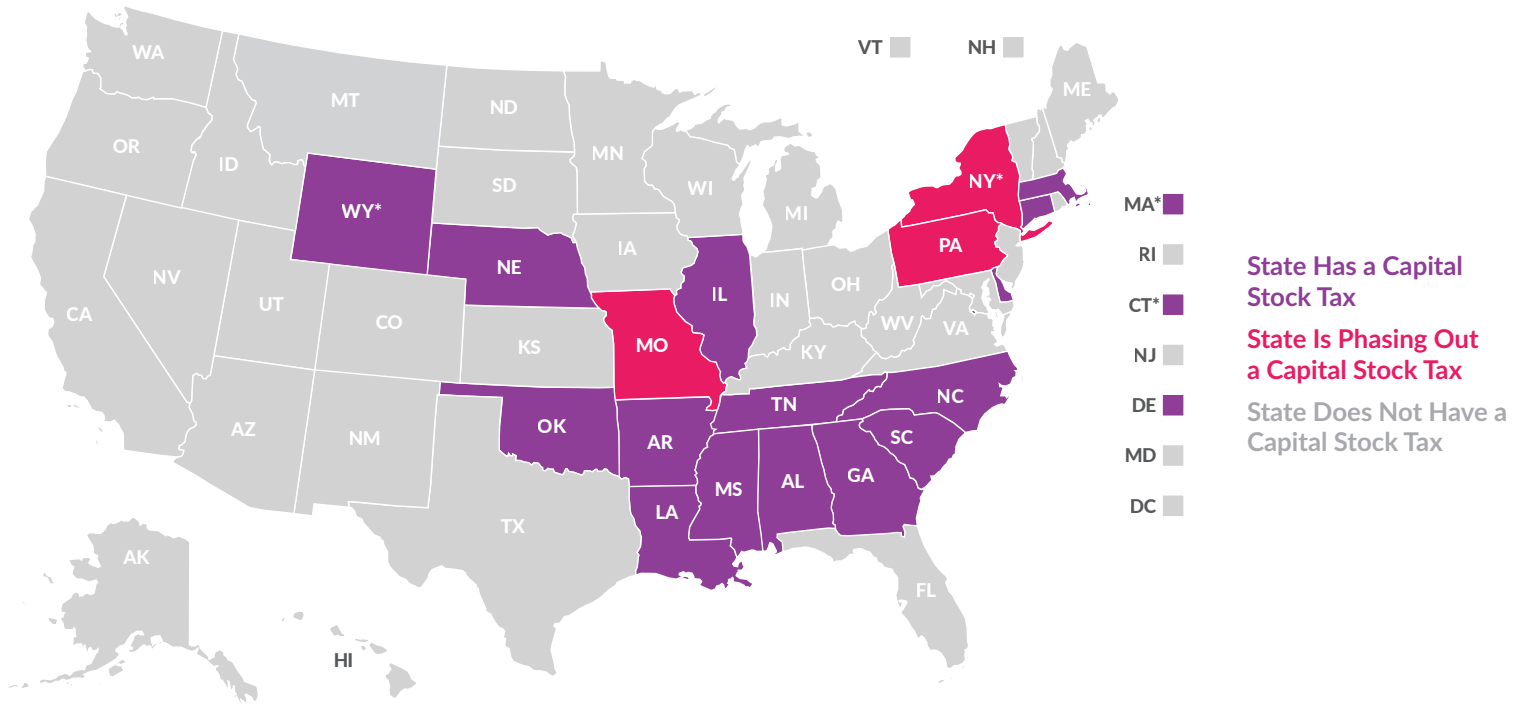 VT
NH
WA
ME
MT
ND
OR
MN
ID
NY*
SD
WI
WY*
MA*
MI
PA
IA
RI
NE
State Has a Capital
Stock Tax
NV
OH
IL
IN
UT
CT*
CA
CO
WV
VA
State Is Phasing Out
a Capital Stock Tax
KS
MO
KY
NJ
NC
TN
DE
State Does Not Have a
Capital Stock Tax
OK
AZ
NM
AR
SC
MD
GA
AL
MS
LA
DC
TX
AK
FL
HI